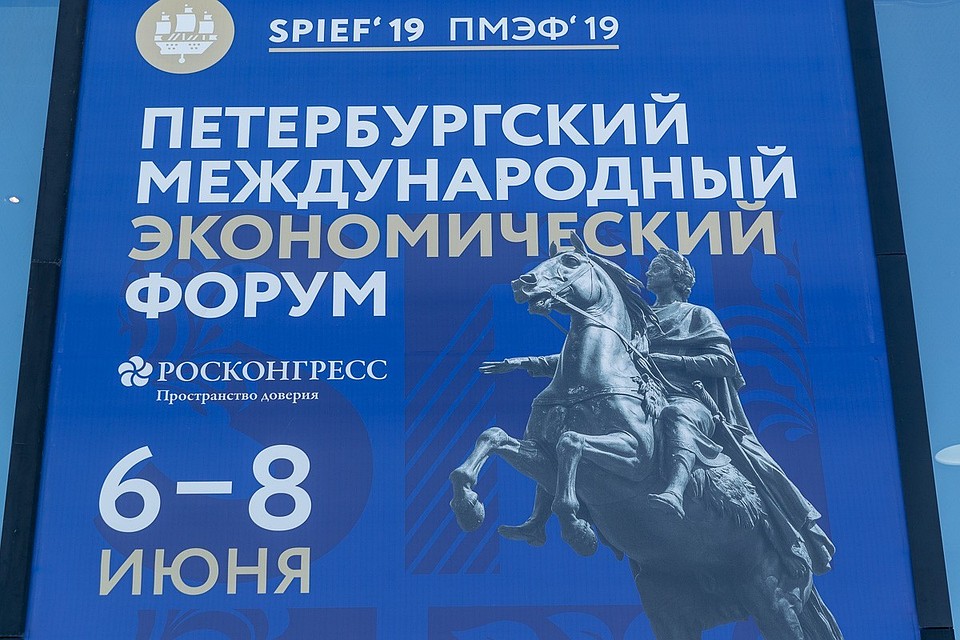 SPIEF‘19 ПМЭФ‘19
ПЕТЕРБУРГСКИЙ
МЕЖДУНАРОДНЫЙ
ЭКОНОМИЧЕСКИЙ
ФОРУМ
РОСКОНГРЕСС
Пространство доверия
6–8
ИЮНЯ